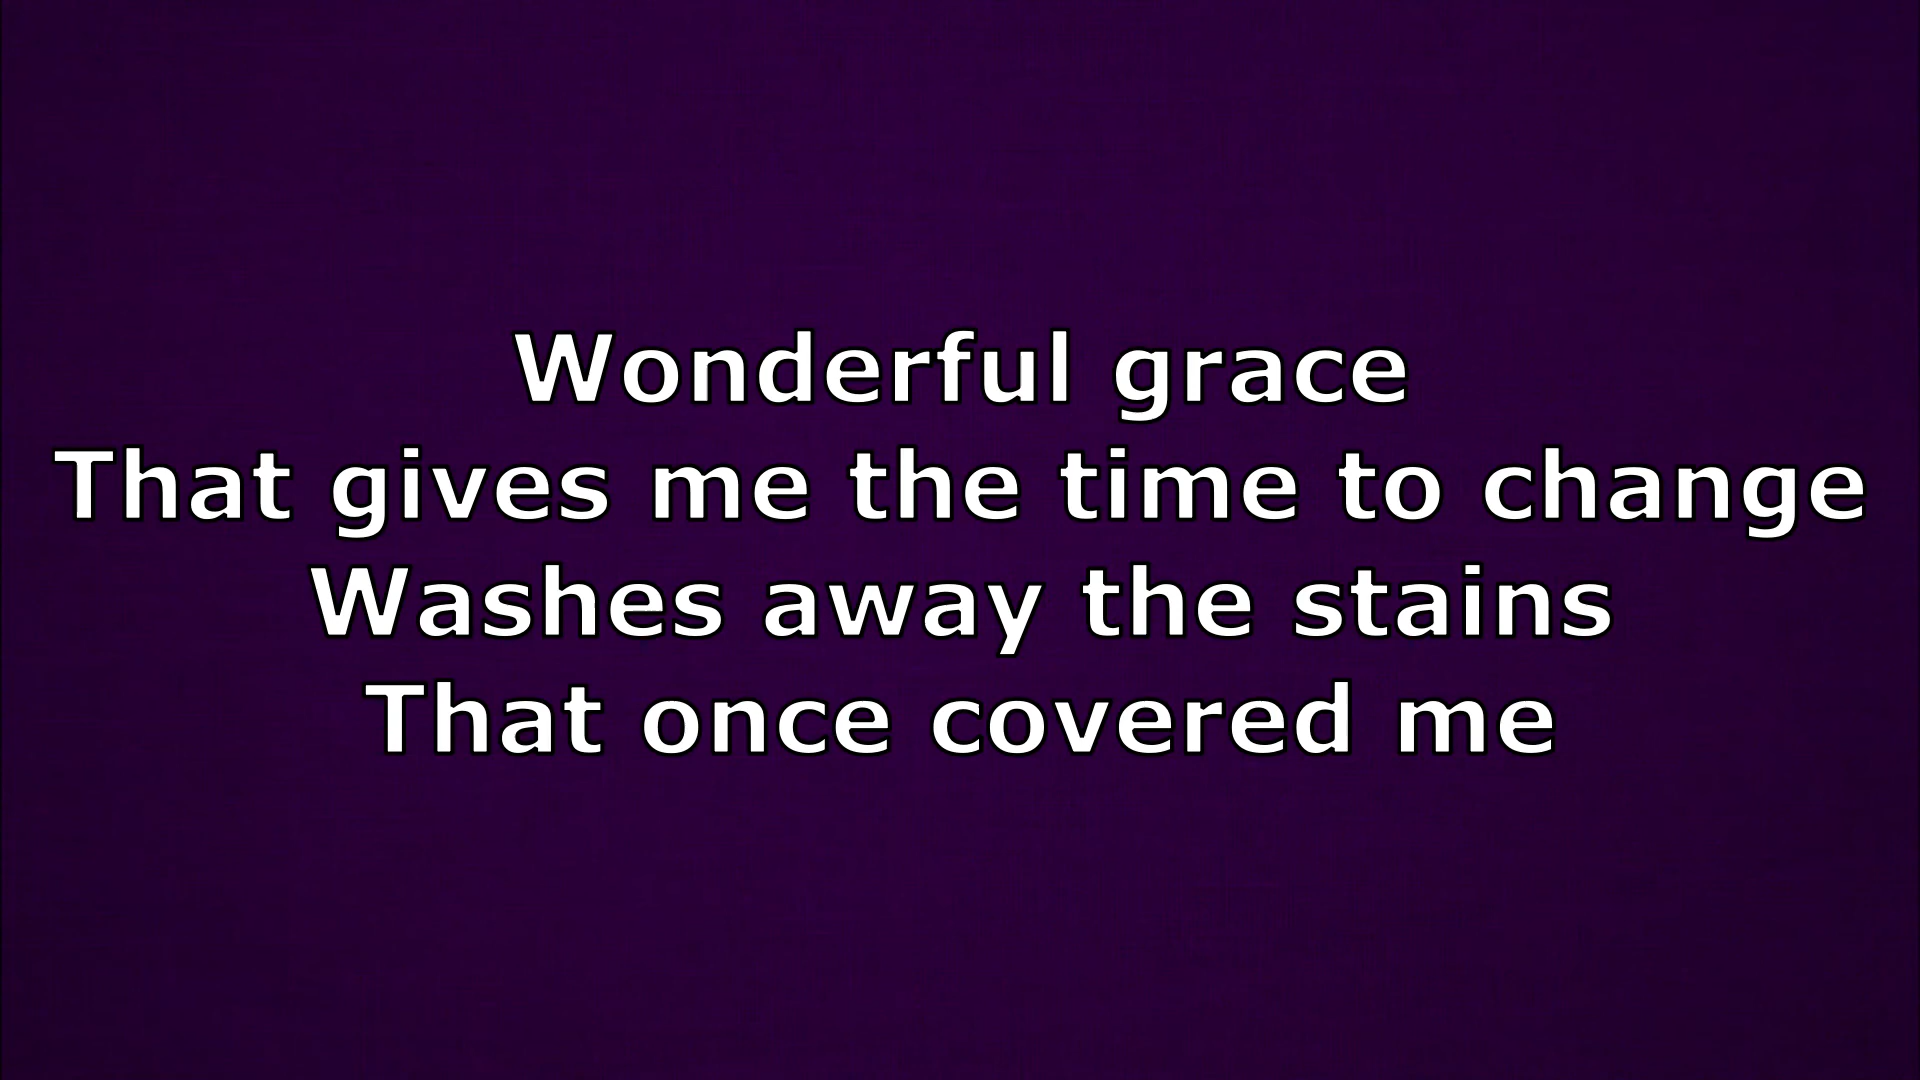 Wonderful grace
That gives me the time to change
Washes away the stains
That once covered me